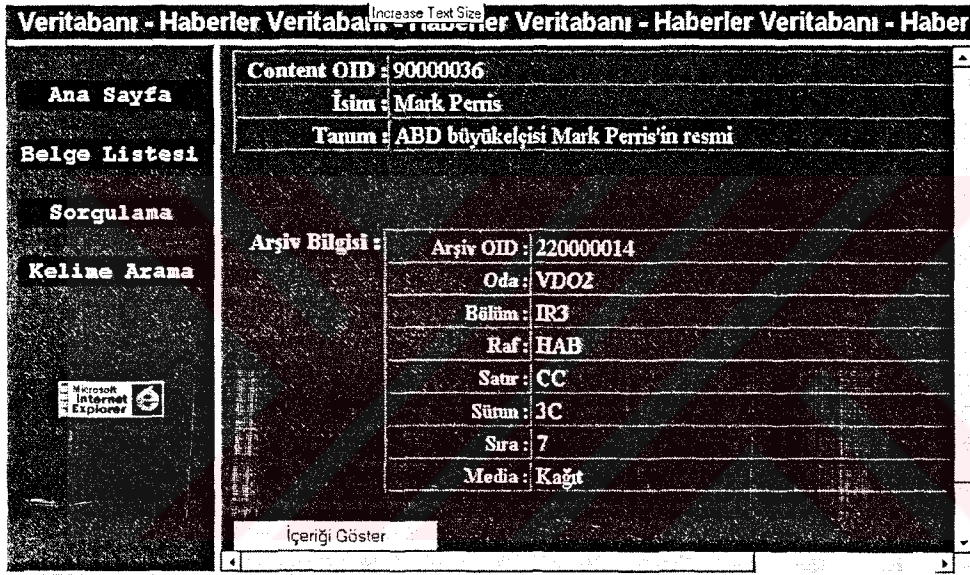 Increase Text Size
Veritabanı - Haberler Veritabanı - Haberler Veritabanı - Haberler Veritabanı - Haber
Ana Sayfa
Belge Listesi
Sorgulama
Kelime Arama
Microsoft
Internet
Explorer
Content OID : 90000036
İsim : Mark Perris
Tanım : ABD büyükelçisi Mark Perris'in resmi
Arşiv Bilgisi :
Arşiv OID : 220000014
Oda : VDO2
Bölüm : IR3
Raf : HAB
Satır : CC
Sütun : 3C
Sıra : 7
Media : Kağıt
İçeriği Göster